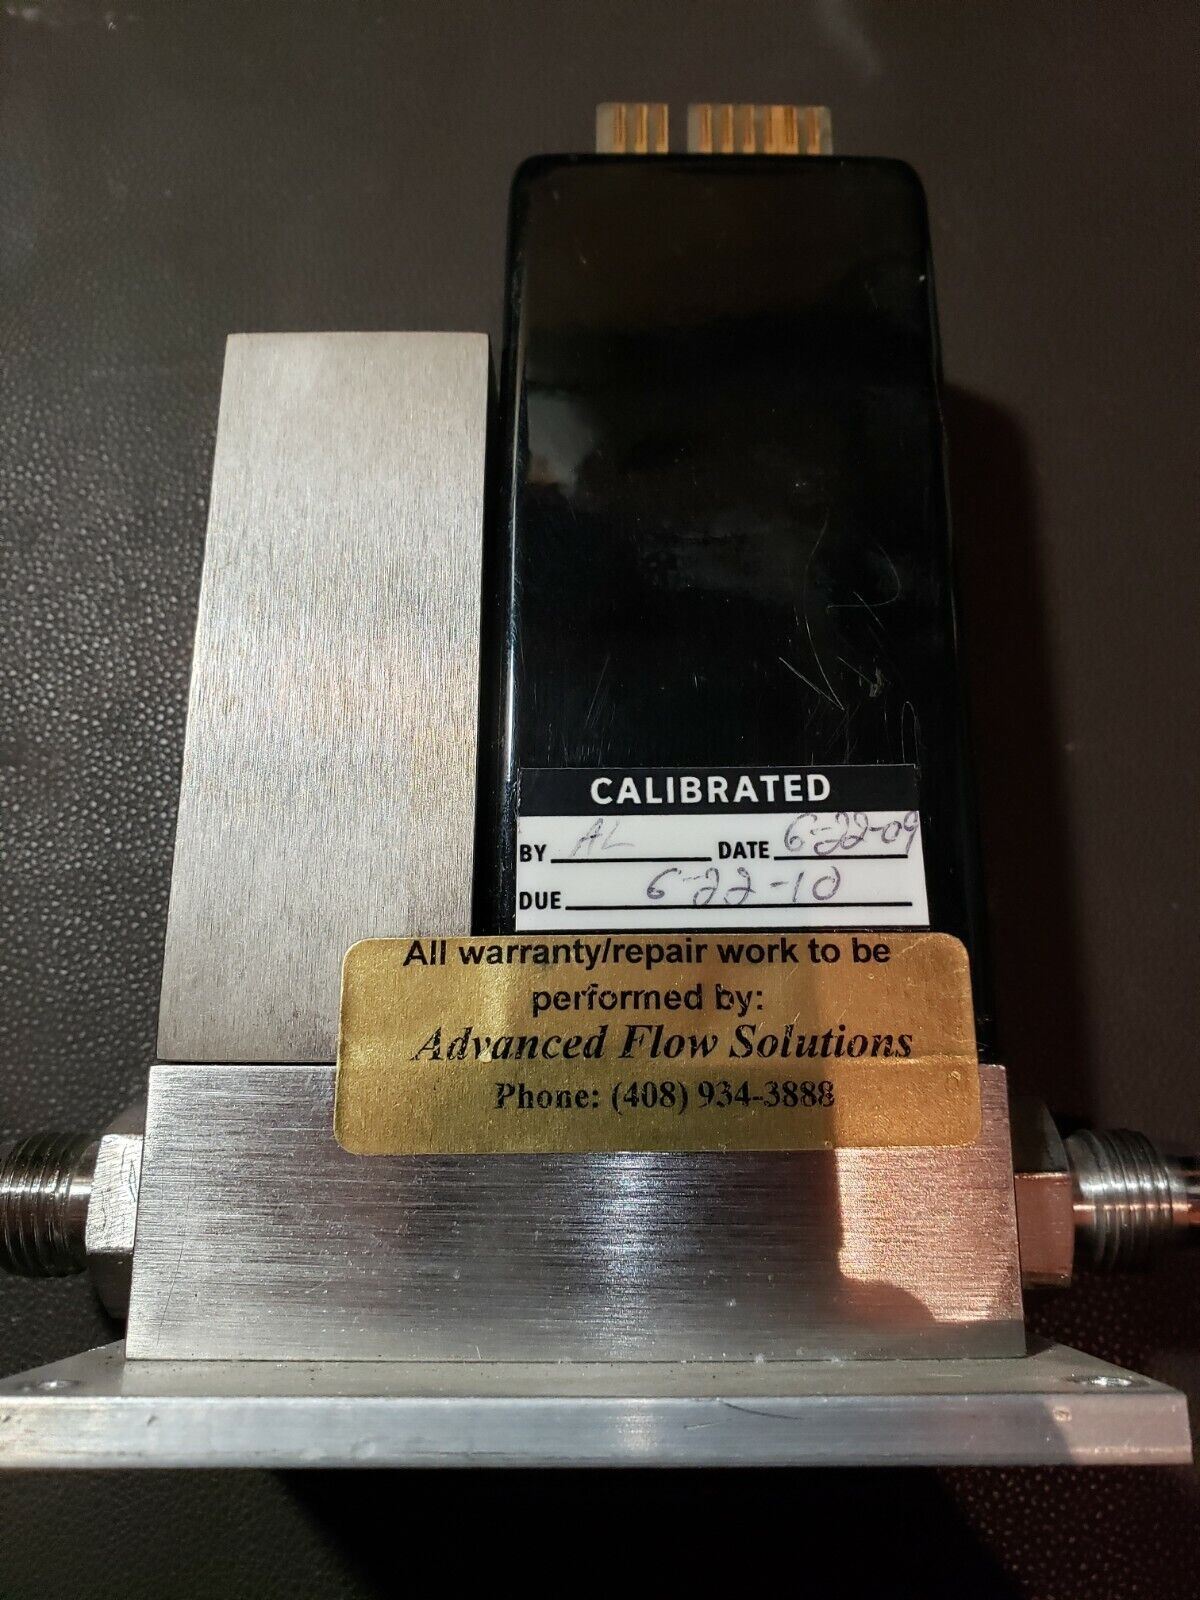 CALIBRATED
BY AL DATE 6-22-09
DUE 6-22-10
All warranty/repair work to be
performed by:
Advanced Flow Solutions
Phone: (408) 934-3888